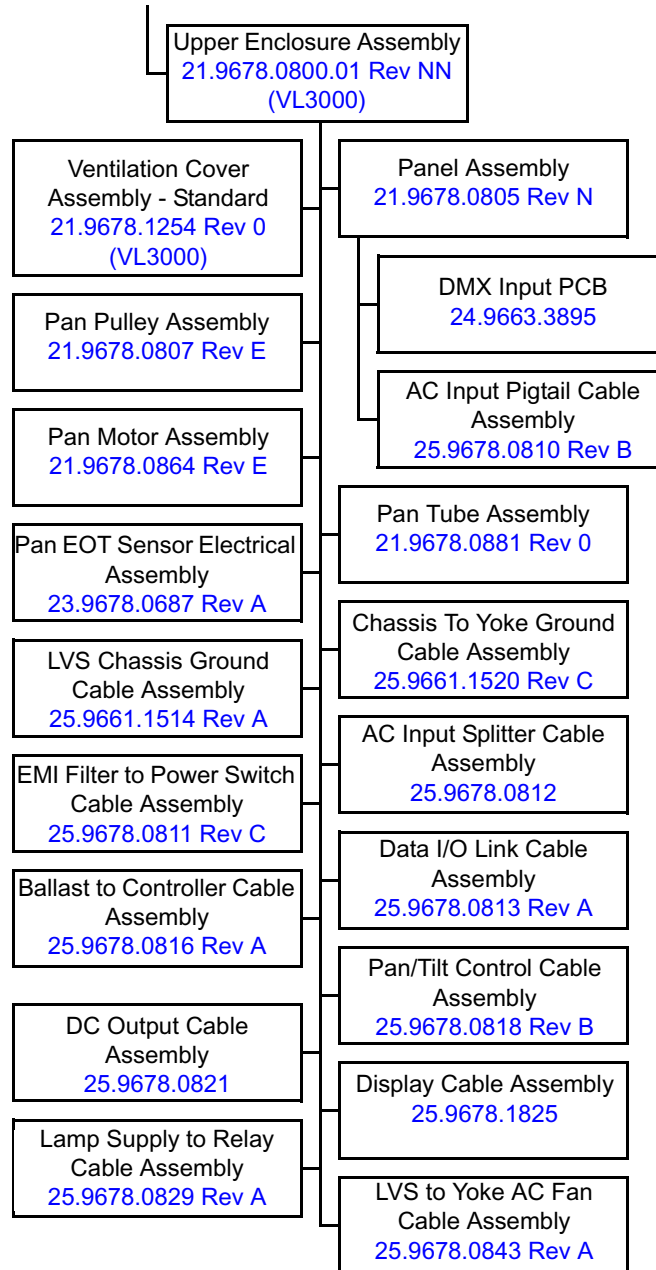 Upper Enclosure Assembly
21.9678.0800.01 Rev NN
(VL3000)
Ventilation Cover
Assembly - Standard
21.9678.1254 Rev 0
(VL3000)
Panel Assembly
21.9678.0805 Rev N
DMX Input PCB
24.9663.3895
Pan Pulley Assembly
21.9678.0807 Rev E
AC Input Pigtail Cable
Assembly
25.9678.0810 Rev B
Pan Motor Assembly
21.9678.0864 Rev E
Pan Tube Assembly
21.9678.0881 Rev 0
Pan EOT Sensor Electrical
Assembly
23.9678.0687 Rev A
Chassis To Yoke Ground
Cable Assembly
25.9661.1520 Rev C
LVS Chassis Ground
Cable Assembly
25.9661.1514 Rev A
AC Input Splitter Cable
Assembly
25.9678.0812
EMI Filter to Power Switch
Cable Assembly
25.9678.0811 Rev C
Data I/O Link Cable
Assembly
25.9678.0813 Rev A
Ballast to Controller Cable
Assembly
25.9678.0816 Rev A
Pan/Tilt Control Cable
Assembly
25.9678.0818 Rev B
DC Output Cable
Assembly
25.9678.0821
Display Cable Assembly
25.9678.1825
Lamp Supply to Relay
Cable Assembly
25.9678.0829 Rev A
LVS to Yoke AC Fan
Cable Assembly
25.9678.0843 Rev A